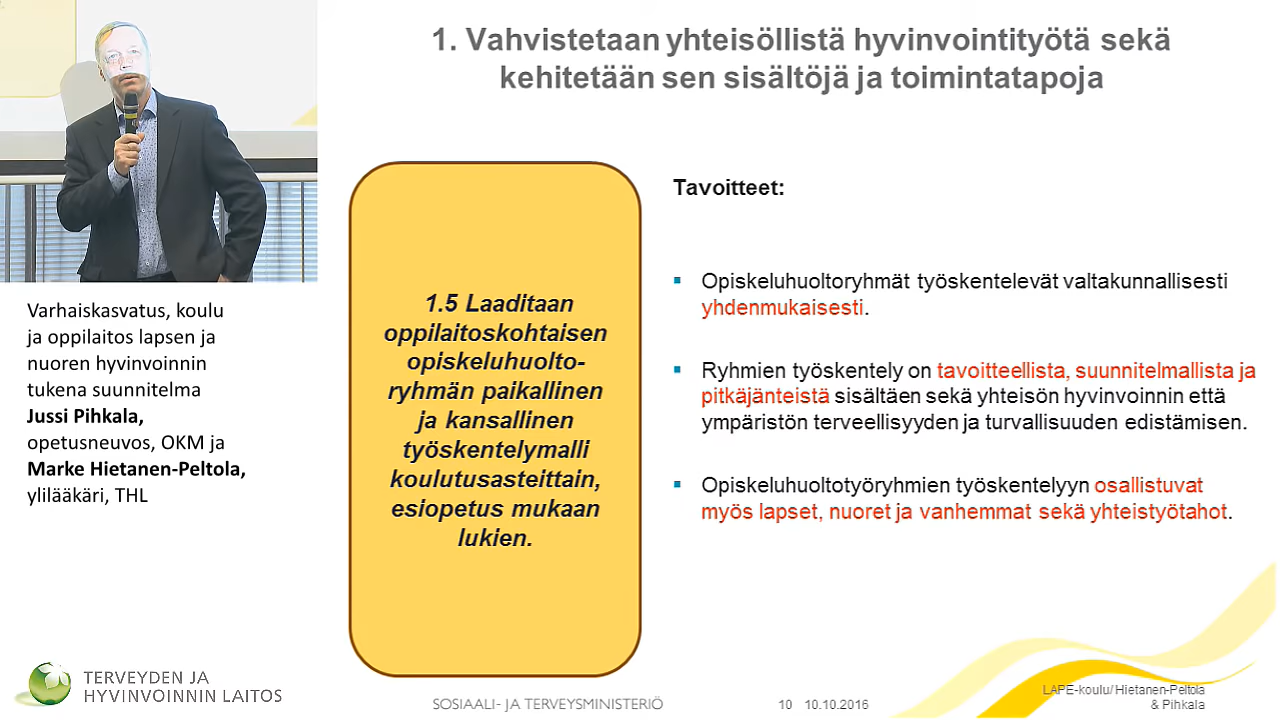 1. Vahvistetaan yhteisöllistä hyvinvointityötä sekä
kehitetään sen sisältöjä ja toimintatapoja
1.5 Laaditaan
oppilaitoskohtaisen
opiskeluhuolto-
ryhmän paikallinen
ja kansallinen
työskentelymalli
koulutusasteittain,
esiopetus mukaan
lukien.
Tavoitteet:
Opiskeluhuoltoryhmät työskentelevät valtakunnallisesti
yhdenmukaisesti.
Ryhmien työskentely on tavoitteellista, suunnitelmallista ja
pitkäjänteistä sisältäen sekä yhteisön hyvinvoinnin että
ympäristön terveellisyyden ja turvallisuuden edistämisen.
Opiskeluhuoltotyöryhmien työskentelyyn osallistuvat
myös lapset, nuoret ja vanhemmat sekä yhteistyötahot.
Varhaiskasvatus, koulu
ja oppilaitos lapsen ja
nuoren hyvinvoinnin
tukena suunnitelma
Jussi Pihkala,
opetusneuvos, OKM ja
Marke Hietanen-Peltola,
ylilääkäri, THL
TERVEYDEN JA
HYVINVOINNIN LAITOS
SOSIAALI- JA TERVEYSMINISTERIÖ
10 10.10.2016
LAPE-koulu/ Hietanen-Peltola
& Pihkala